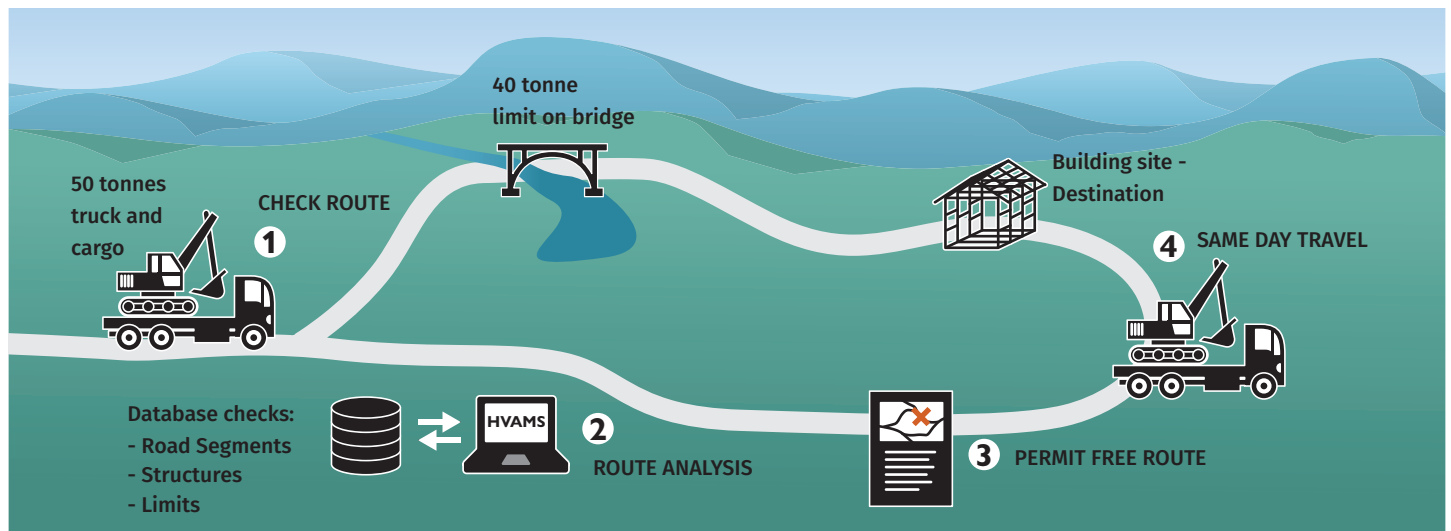 50 tonnes
truck and
cargo
CHECK ROUTE
1
40 tonne
limit on bridge
Building site -
Destination
4 SAME DAY TRAVEL
Database checks:
- Road Segments
- Structures
- Limits
HVAMS
2
ROUTE ANALYSIS
3 PERMIT FREE ROUTE